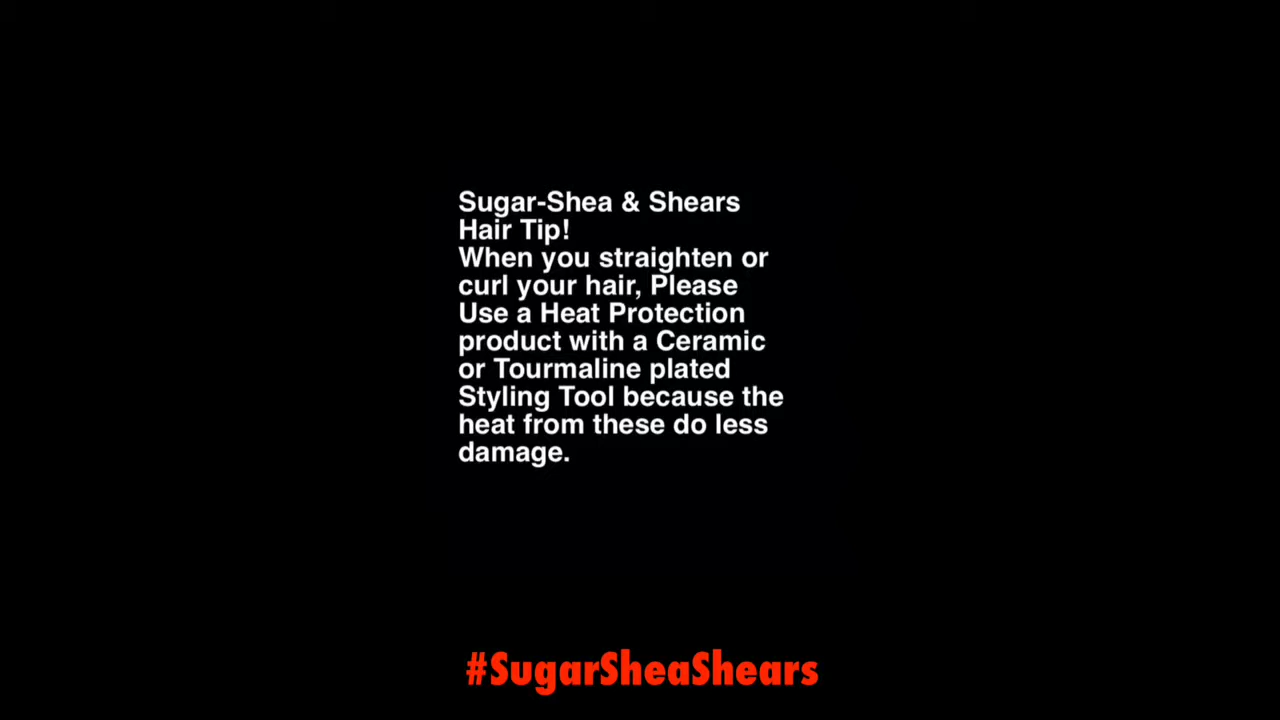 Sugar-Shea & Shears
Hair Tip!
When you straighten or
curl your hair, Please
Use a Heat Protection
product with a Ceramic
or Tourmaline plated
Styling Tool because the
heat from these do less
damage.
#SugarSheaShears